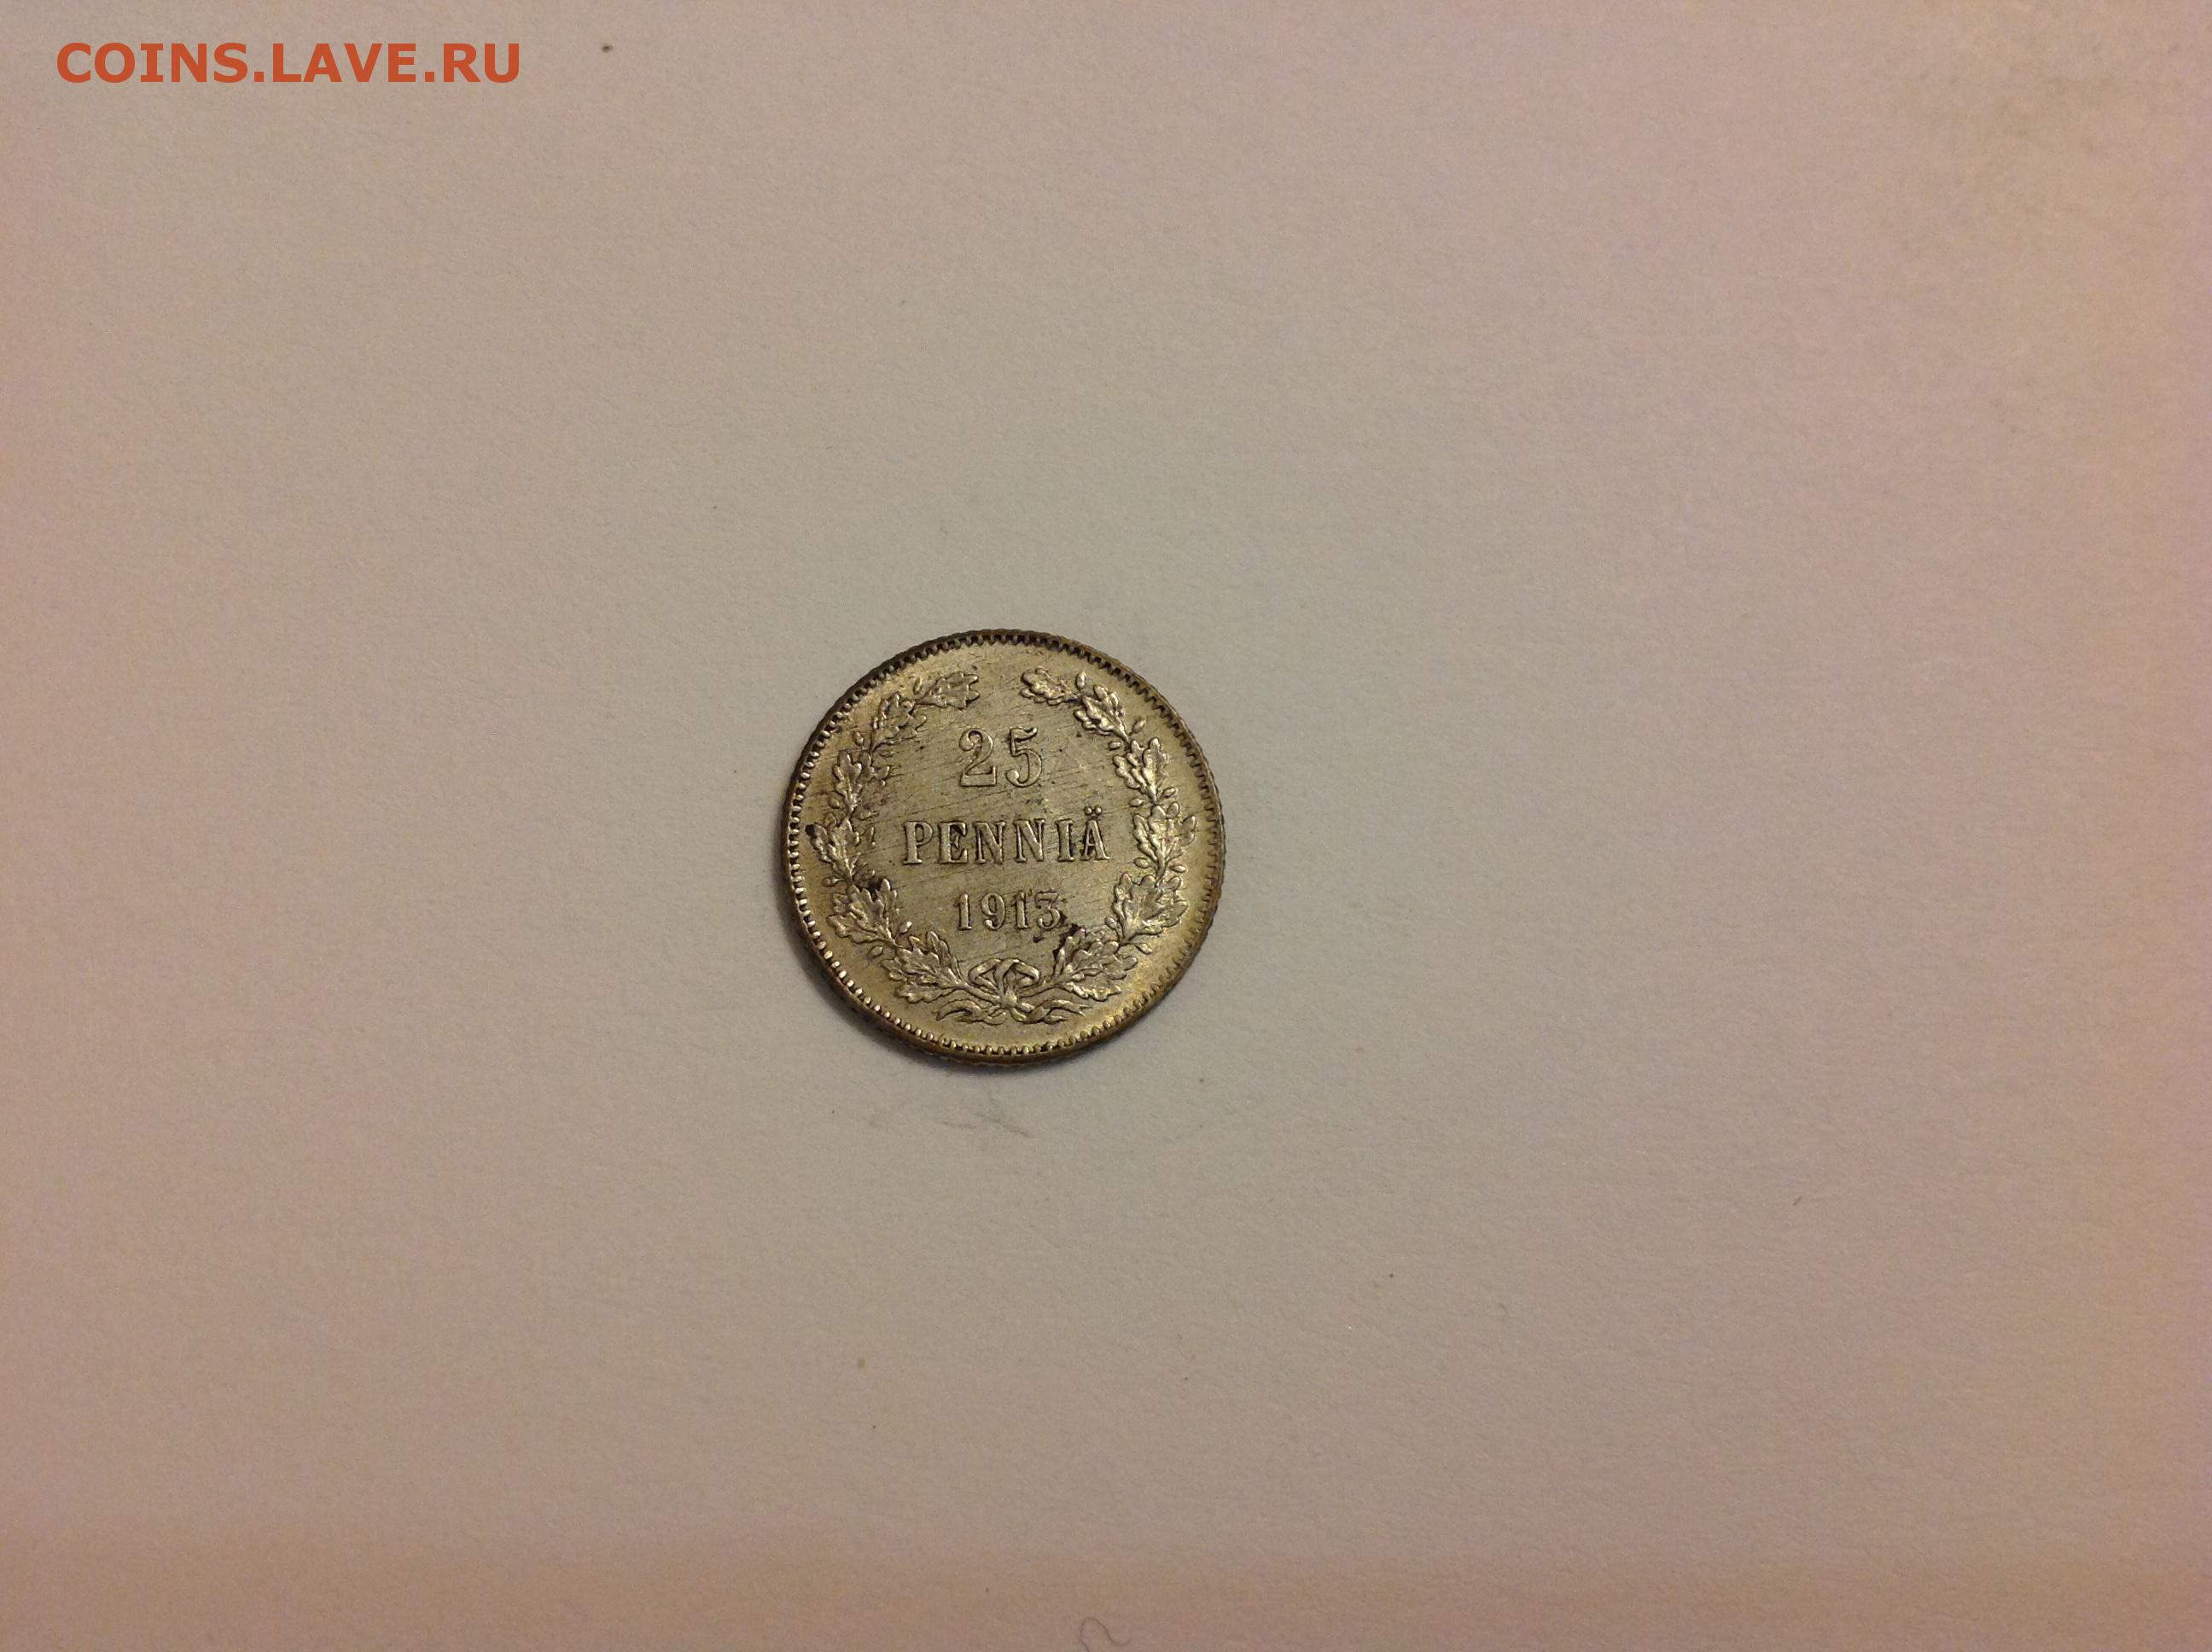 COINS.LAVE.RU
25
PENNIÄ
1913